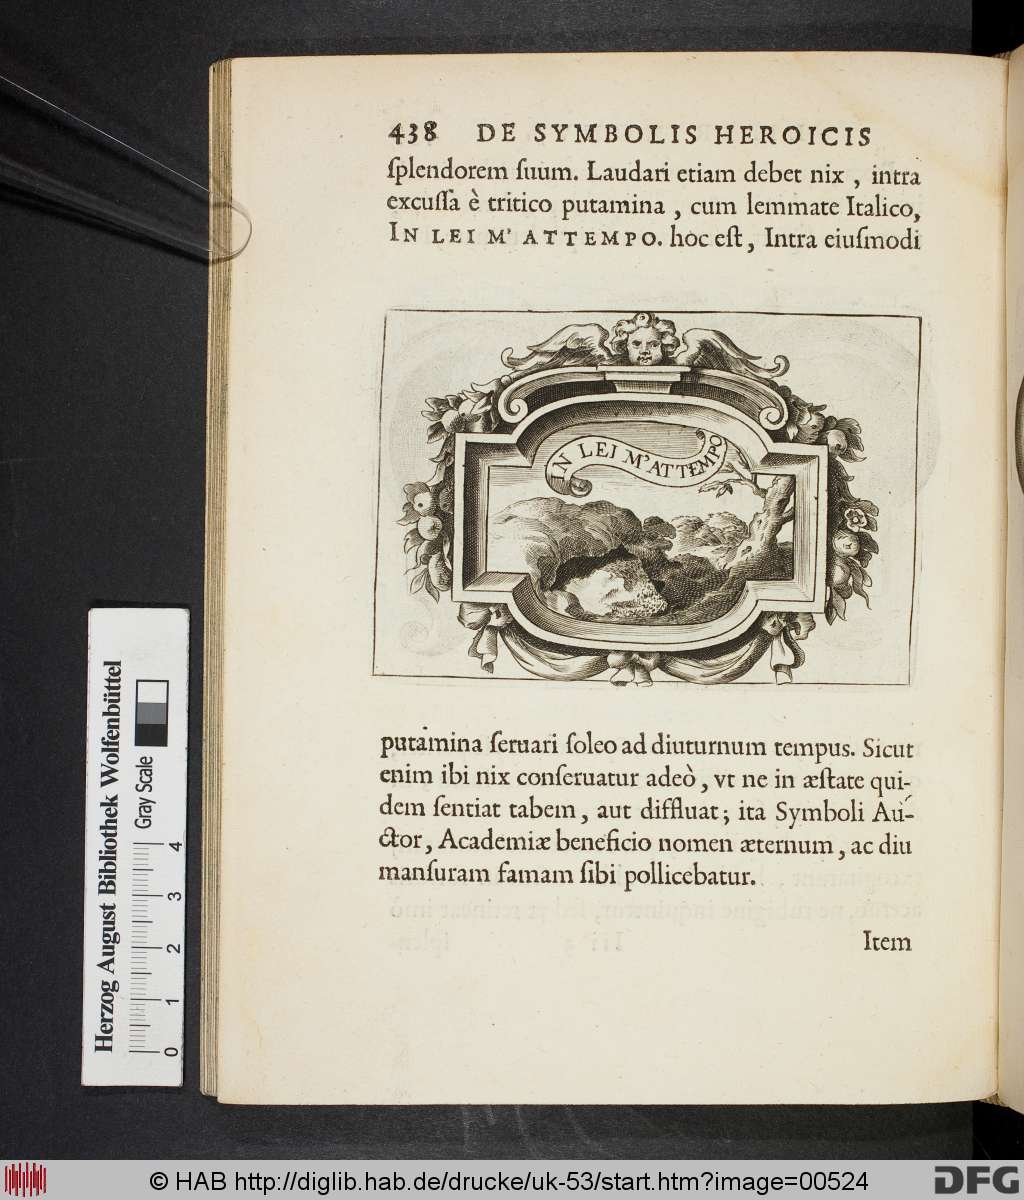 438 DE SYMBOLIS HEROICIS
ſplendorem ſuum. Laudari etiam debet nix, intra
excuſſa è tritico putamina, cum lemmate Italico,
IN LEI M' ATTEMPO. hoc eſt, Intra eiuſmodi
IN LEI M' ATTEMPO
putamina ſeruari ſoleo ad diuturnum tempus. Sicut
enim ibi nix conſeruatur adeò, vt ne in æſtate qui-
dem ſentiat tabem, aut diffluat; ita Symboli Au-
ctor, Academiæ beneficio nomen æternum, ac diu
manſuram famam ſibi pollicebatur.
Item
Herzog August Bibliothek Wolfenbüttel
Gray Scale
0 1 2 3 4
© HAB http://diglib.hab.de/drucke/uk-53/start.htm?image=00524
DFG